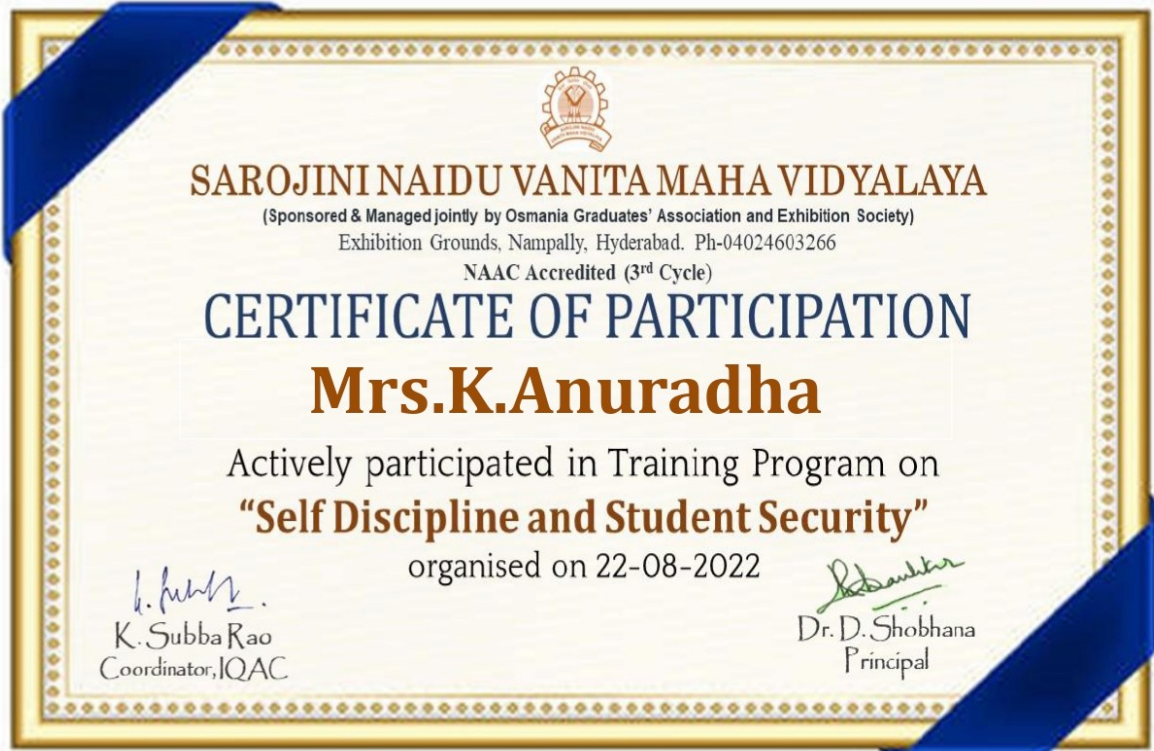 SAROJINI NAIDU VANITA MAHA VIDYALAYA
(Sponsored & Managed jointly by Osmania Graduates' Association and Exhibition Society)
Exhibition Grounds, Nampally, Hyderabad. Ph-04024603266
NAAC Accredited (3rd Cycle)
CERTIFICATE OF PARTICIPATION
Mrs.K.Anuradha
Actively participated in Training Program on
“Self Discipline and Student Security”
organised on 22-08-2022
K. Subba Rao
Coordinator, IQAC
Dr. D. Shobhana
Principal